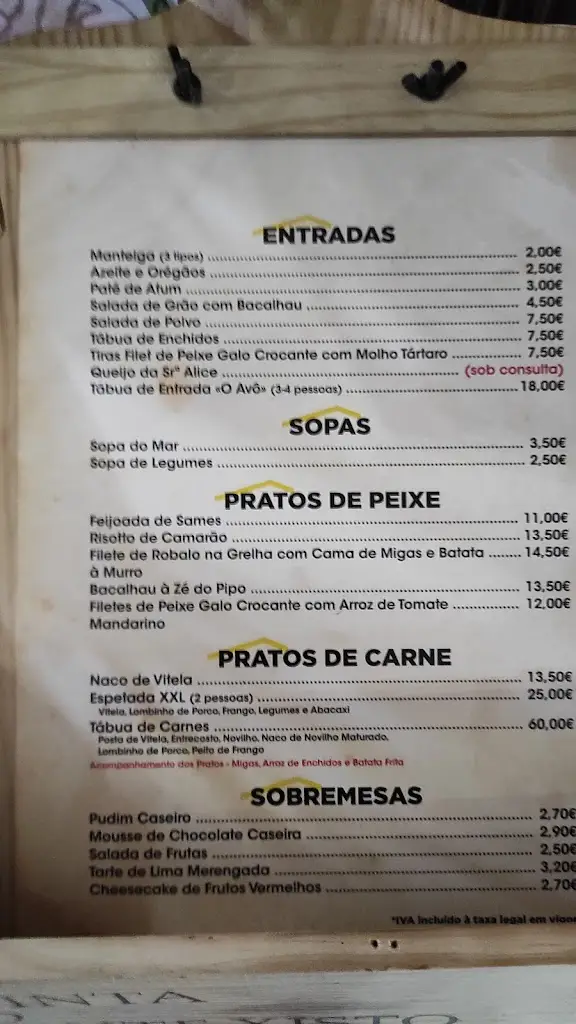 ENTRADAS
Manteiga (3 tipos) 2,00€
Azeite e Orégãos 2,50€
Paté de Atum 3,00€
Salada de Grão com Bacalhau 4,50€
Salada de Polvo 7,50€
Tábua de Enchidos 7,50€
Tiras Filet de Peixe Galo Crocante com Molho Tártaro 7,50€
Queijo da Srª Alice (sob consulta)
Tábua de Entrada «O Avô» (3-4 pessoas) 18,00€
SOPAS
Sopa do Mar 3,50€
Sopa de Legumes 2,50€
PRATOS DE PEIXE
Feijoada de Sames 11,00€
Risotto de Camarão 13,50€
Filete de Robalo na Grelha com Cama de Migas e Batata 14,50€
à Murro
Bacalhau à Zé do Pipo 13,50€
Filetes de Peixe Galo Crocante com Arroz de Tomate 12,00€
Mandarino
PRATOS DE CARNE
Naco de Vitela 13,50€
Espetada XXL (2 pessoas) 25,00€
Vitela, Lombinho de Porco, Frango, Legumes e Abacaxi
Tábua de Carnes 60,00€
Posta de Vitela, Entrecosto, Novilho, Naco de Novilho Maturado,
Lombinho de Porco, Peito de Frango
Acompanhamento dos Pratos - Migas, Arroz de Enchidos e Batata Frita
SOBREMESAS
Pudim Caseiro 2,70€
Mousse de Chocolate Caseira 2,90€
Salada de Frutas 2,50€
Tarte de Lima Merengada 3,20€
Cheesecake de Frutos Vermelhos 2,70€
*IVA incluído à taxa legal em vigor